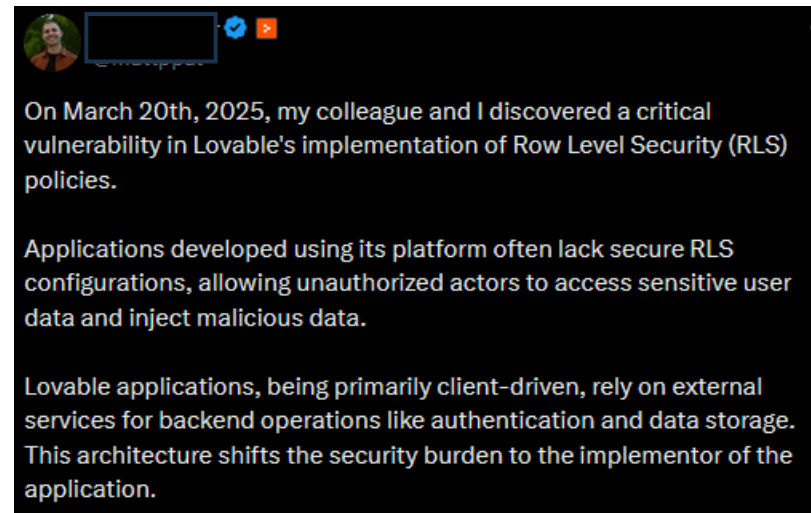 On March 20th, 2025, my colleague and I discovered a critical
vulnerability in Lovable's implementation of Row Level Security (RLS)
policies.
Applications developed using its platform often lack secure RLS
configurations, allowing unauthorized actors to access sensitive user
data and inject malicious data.
Lovable applications, being primarily client-driven, rely on external
services for backend operations like authentication and data storage.
This architecture shifts the security burden to the implementor of the
application.